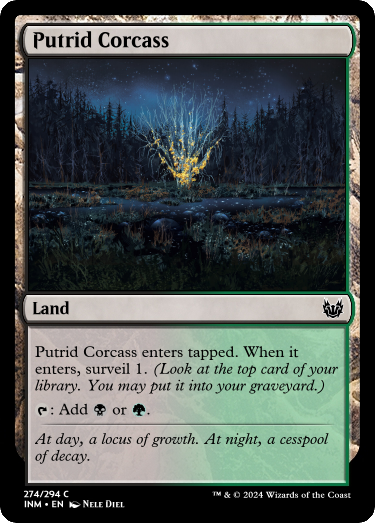 Putrid Corcass
Land
Putrid Corcass enters tapped. When it
enters, surveil 1. (Look at the top card of your
library. You may put it into your graveyard.)
: Add or .
At day, a locus of growth. At night, a cesspool
of decay.
274/294 C
INM • EN NELE DIEL
™ & © 2024 Wizards of the Coast